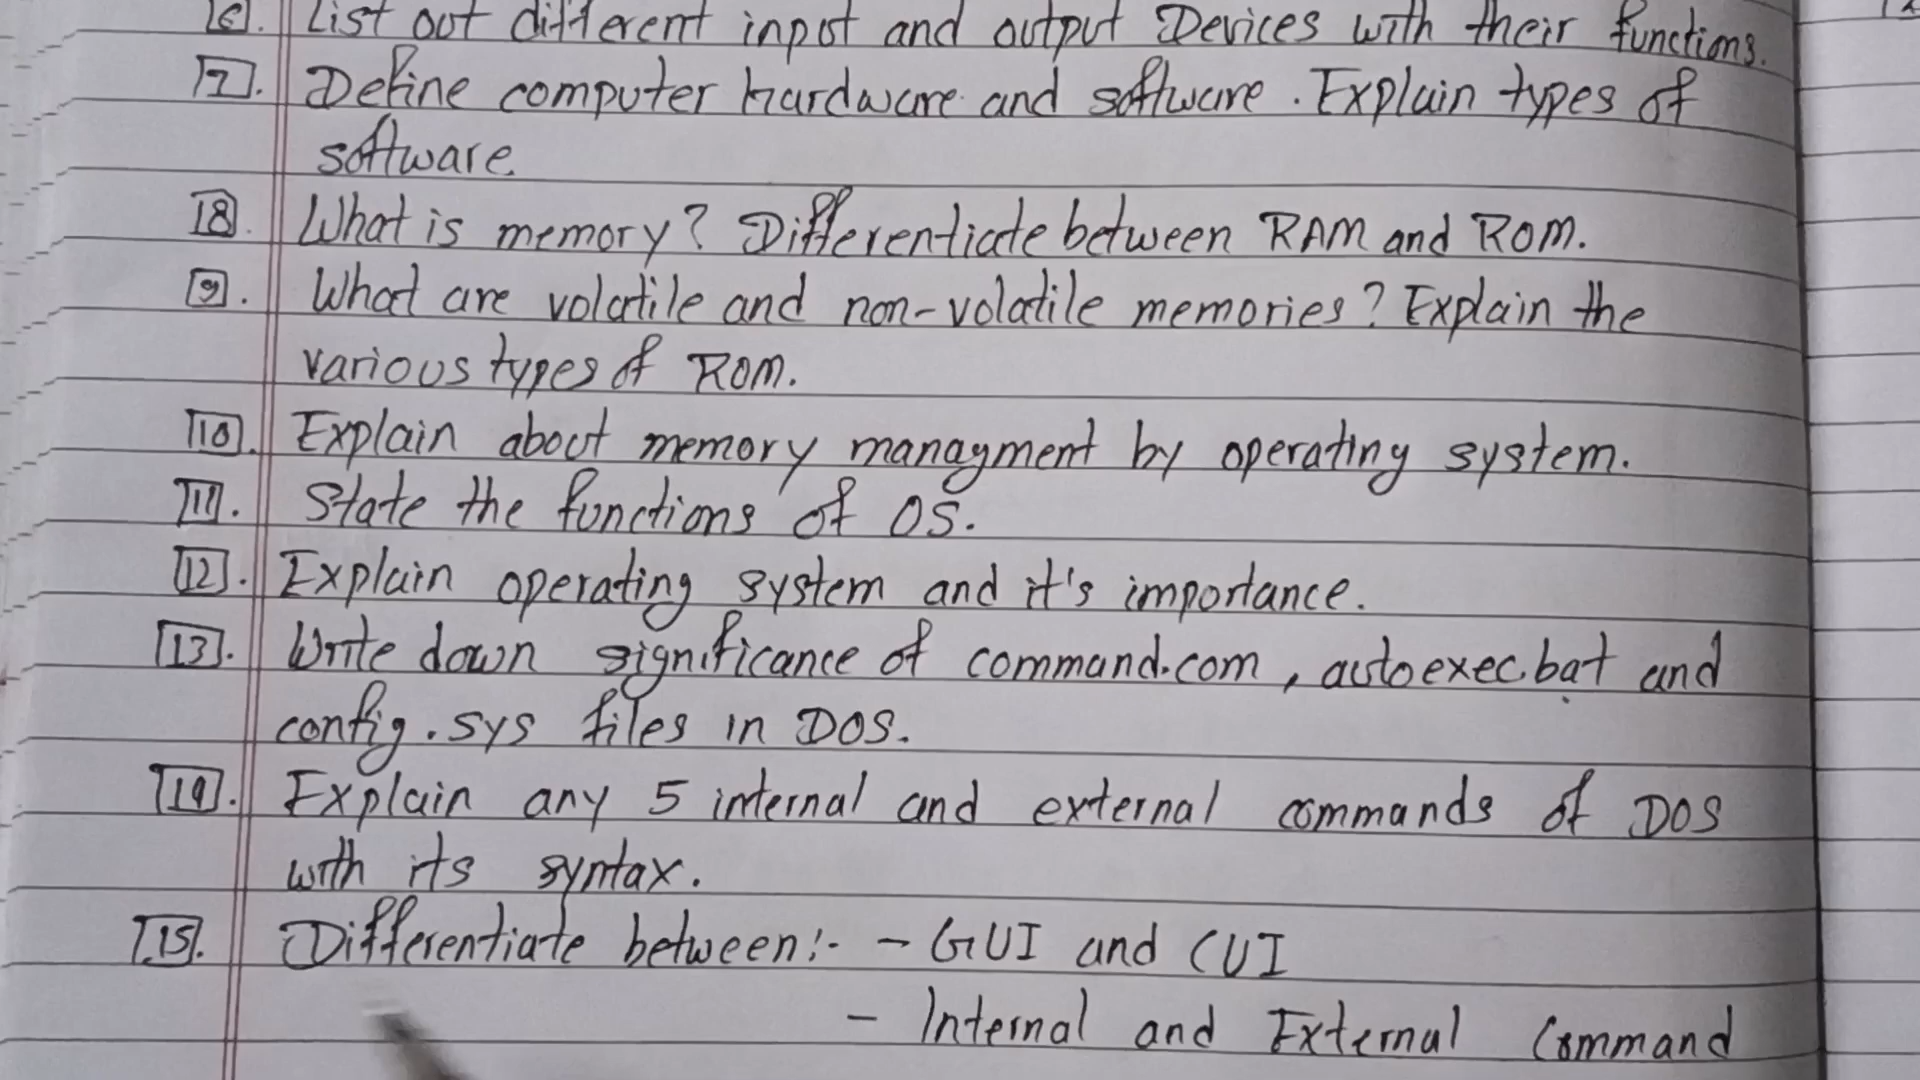 6. List out different input and output Devices with their functions.
7. Define computer hardware and software. Explain types of
software.
18. What is memory? Differentiate between RAM and ROM.
9. What are volatile and non-volatile memories? Explain the
various types of ROM.
10. Explain about memory managment by operating system.
11. State the functions of OS.
12. Explain operating system and it's importance.
13. Write down significance of command.com, autoexec.bat and
config.sys files in DOS.
14. Explain any 5 internal and external commands of DOS
with its syntax.
15. Differentiate between:- - GUI and CUI
- Internal and External Command